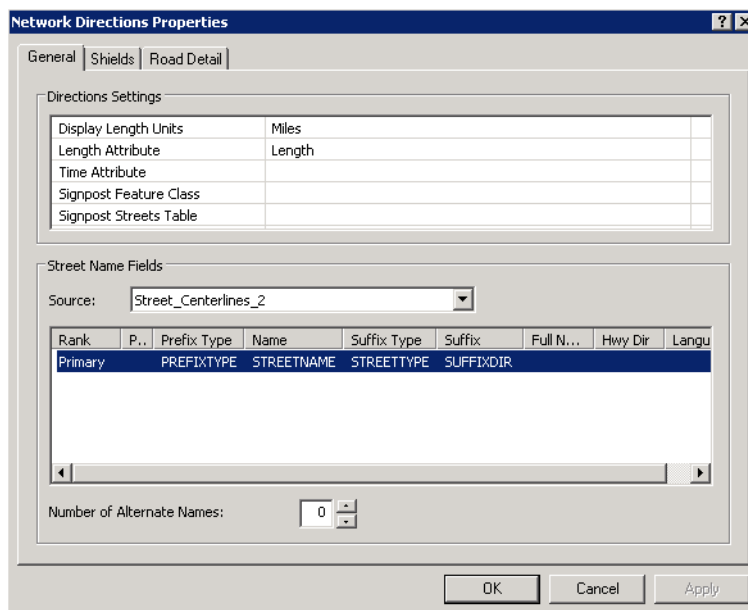 Network Directions Properties
General Shields Road Detail
Directions Settings
Display Length Units Miles
Length Attribute Length
Time Attribute
Signpost Feature Class
Signpost Streets Table
Street Name Fields
Source: Street_Centerlines_2
Rank P.. Prefix Type Name Suffix Type Suffix Full N... Hwy Dir Langu
Primary PREFIXTYPE STREETNAME STREETTYPE SUFFIXDIR
Number of Alternate Names: 0
OK Cancel Apply